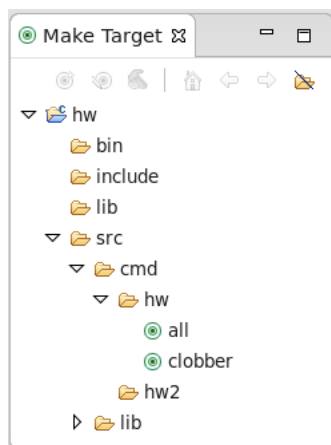 Make Target
hw
bin
include
lib
src
cmd
hw
all
clobber
hw2
lib